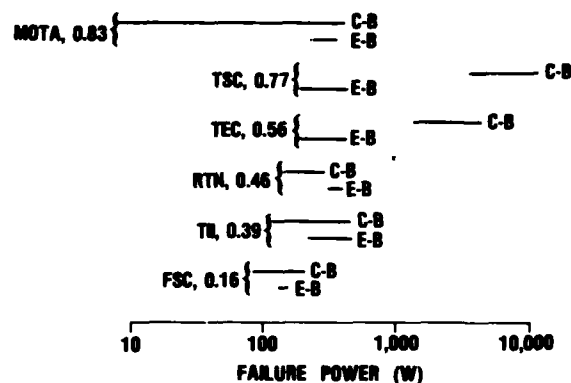 MOTA, 0.83 { C-B
E-B
TSC, 0.77 { C-B
E-B
TEC, 0.56 { C-B
E-B
RTN, 0.46 { C-B
E-B
TII, 0.39 { C-B
E-B
FSC, 0.16 { C-B
E-B
10 100 1,000 10,000
FAILURE POWER (W)